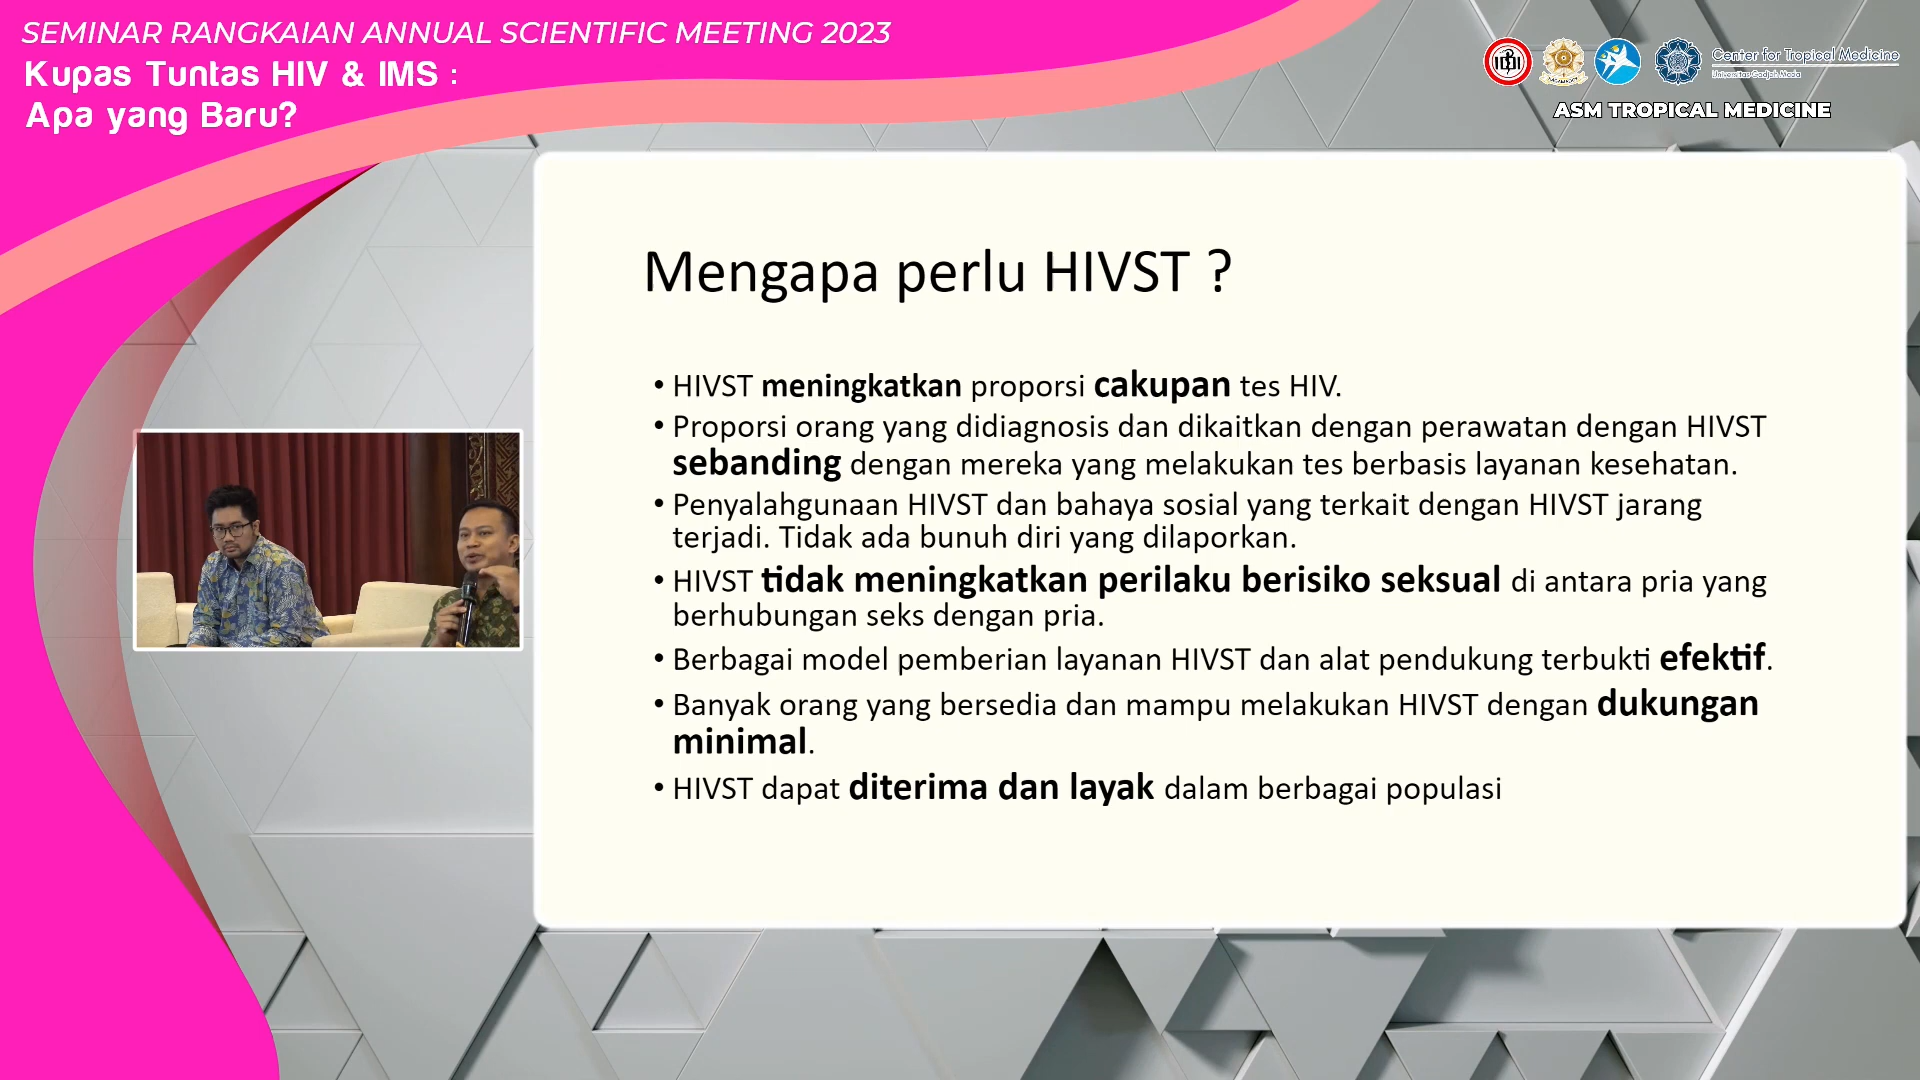 SEMINAR RANGKAIAN ANNUAL SCIENTIFIC MEETING 2023
Kupas Tuntas HIV & IMS :
Apa yang Baru?
Center for Tropical Medicine
Universitas Gadjah Mada
ASM TROPICAL MEDICINE
Mengapa perlu HIVST ?
• HIVST meningkatkan proporsi cakupan tes HIV.
• Proporsi orang yang didiagnosis dan dikaitkan dengan perawatan dengan HIVST
sebanding dengan mereka yang melakukan tes berbasis layanan kesehatan.
• Penyalahgunaan HIVST dan bahaya sosial yang terkait dengan HIVST jarang
terjadi. Tidak ada bunuh diri yang dilaporkan.
• HIVST tidak meningkatkan perilaku berisiko seksual di antara pria yang
berhubungan seks dengan pria.
• Berbagai model pemberian layanan HIVST dan alat pendukung terbukti efektif.
• Banyak orang yang bersedia dan mampu melakukan HIVST dengan dukungan
minimal.
• HIVST dapat diterima dan layak dalam berbagai populasi